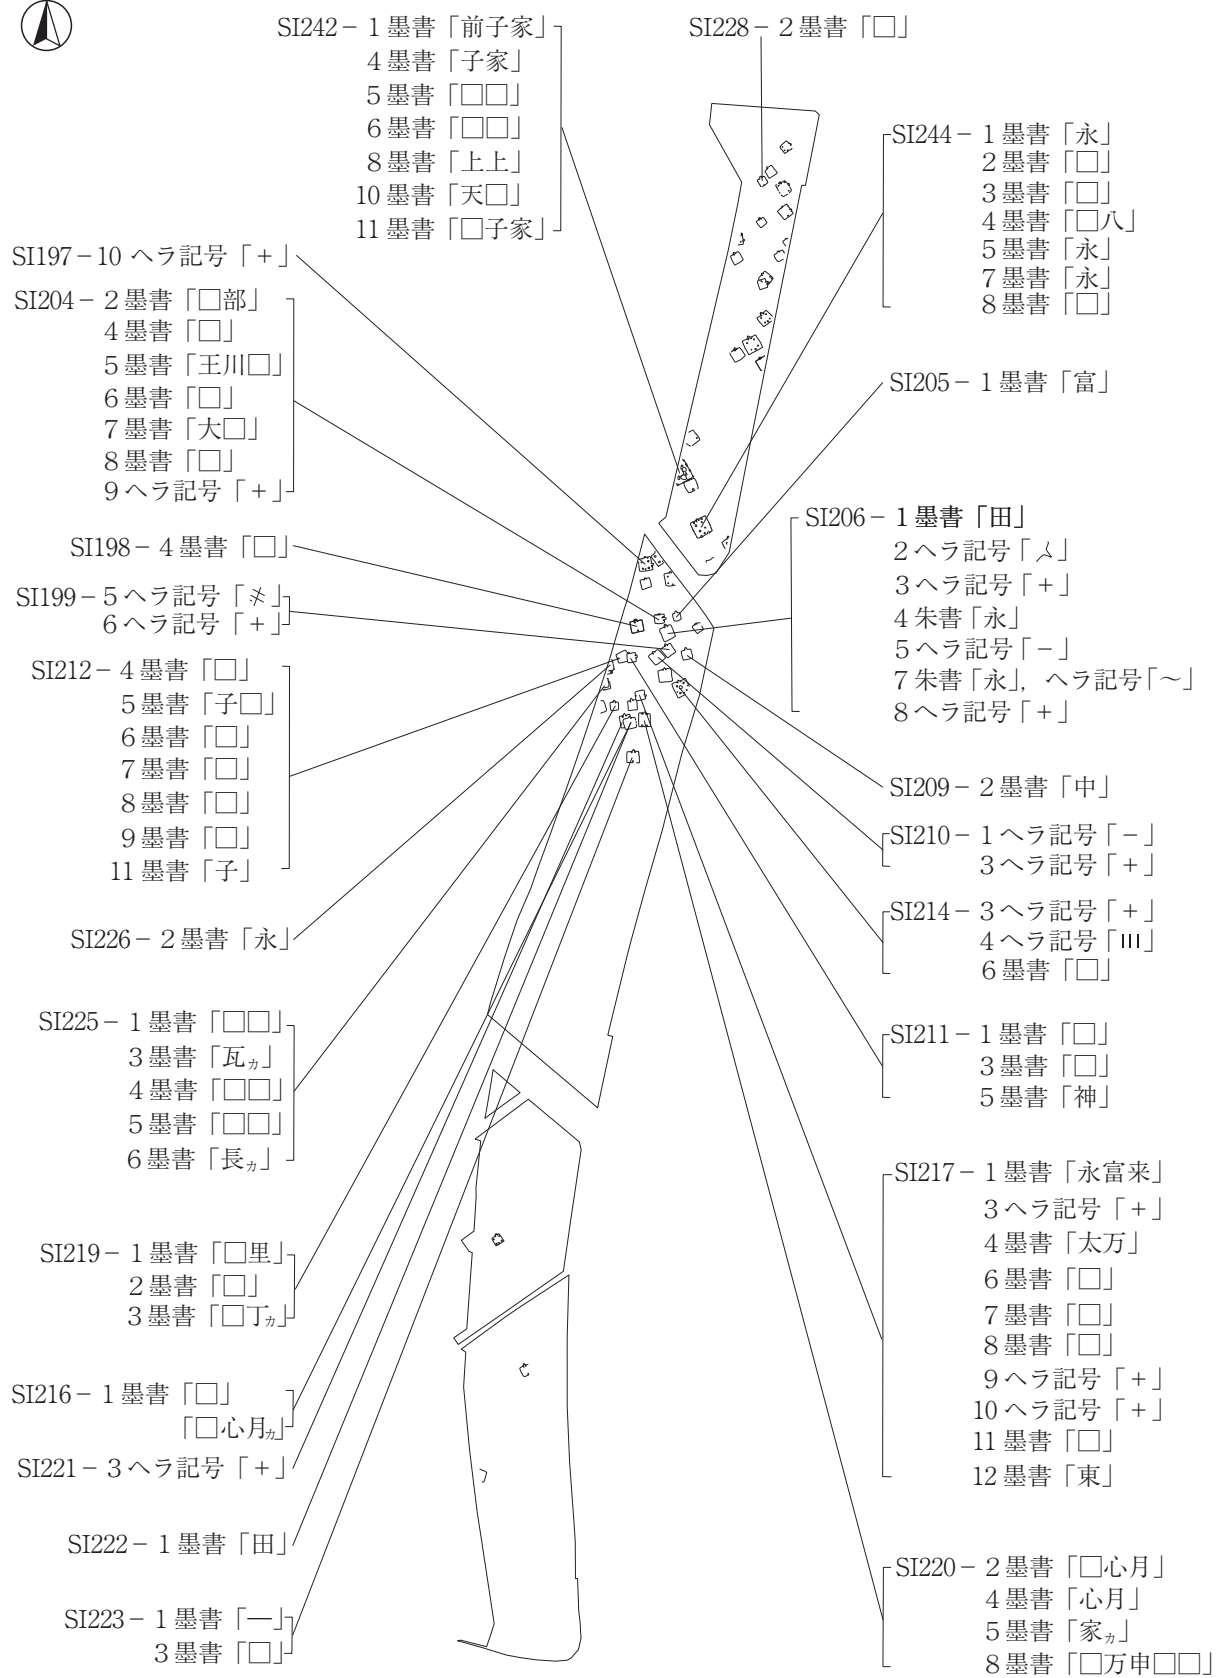 SI242－1墨書「前子家」
4墨書「子家」
5墨書「□□」
6墨書「□□」
8墨書「上上」
10墨書「天□」
11墨書「□子家」
SI228－2墨書「□」
SI244－1墨書「永」
2墨書「□」
3墨書「□」
4墨書「□八」
5墨書「永」
7墨書「永」
8墨書「□」
SI197－10 ヘラ記号「+」
SI204－2墨書「□部」
4墨書「□」
5墨書「王川□」
6墨書「□」
7墨書「大□」
8墨書「□」
9ヘラ記号「+」
SI205－1墨書「富」
SI198－4墨書「□」
SI199－5ヘラ記号「キ」
6ヘラ記号「+」
SI206－1墨書「田」
2ヘラ記号「」
3ヘラ記号「+」
4朱書「永」
5ヘラ記号「−」
7朱書「永」，ヘラ記号「〜」
8ヘラ記号「+」
SI212－4墨書「□」
5墨書「子□」
6墨書「□」
7墨書「□」
8墨書「□」
9墨書「□」
11墨書「子」
SI209－2墨書「中」
SI210－1ヘラ記号「−」
3ヘラ記号「+」
SI214－3ヘラ記号「+」
4ヘラ記号「III」
6墨書「□」
SI226－2墨書「永」
SI225－1墨書「□□」
3墨書「瓦ヵ」
4墨書「□□」
5墨書「□□」
6墨書「長ヵ」
SI211－1墨書「□」
3墨書「□」
5墨書「神」
SI217－1墨書「永富来」
3ヘラ記号「+」
4墨書「太万」
6墨書「□」
7墨書「□」
8墨書「□」
9ヘラ記号「+」
10ヘラ記号「+」
11墨書「□」
12墨書「東」
SI219－1墨書「□里」
2墨書「□」
3墨書「□丁ヵ」
SI216－1墨書「□」
「□心月ヵ」
SI221－3ヘラ記号「+」
SI222－1墨書「田」
SI223－1墨書「一」
3墨書「□」
SI220－2墨書「□心月」
4墨書「心月」
5墨書「家ヵ」
8墨書「□万申□□」